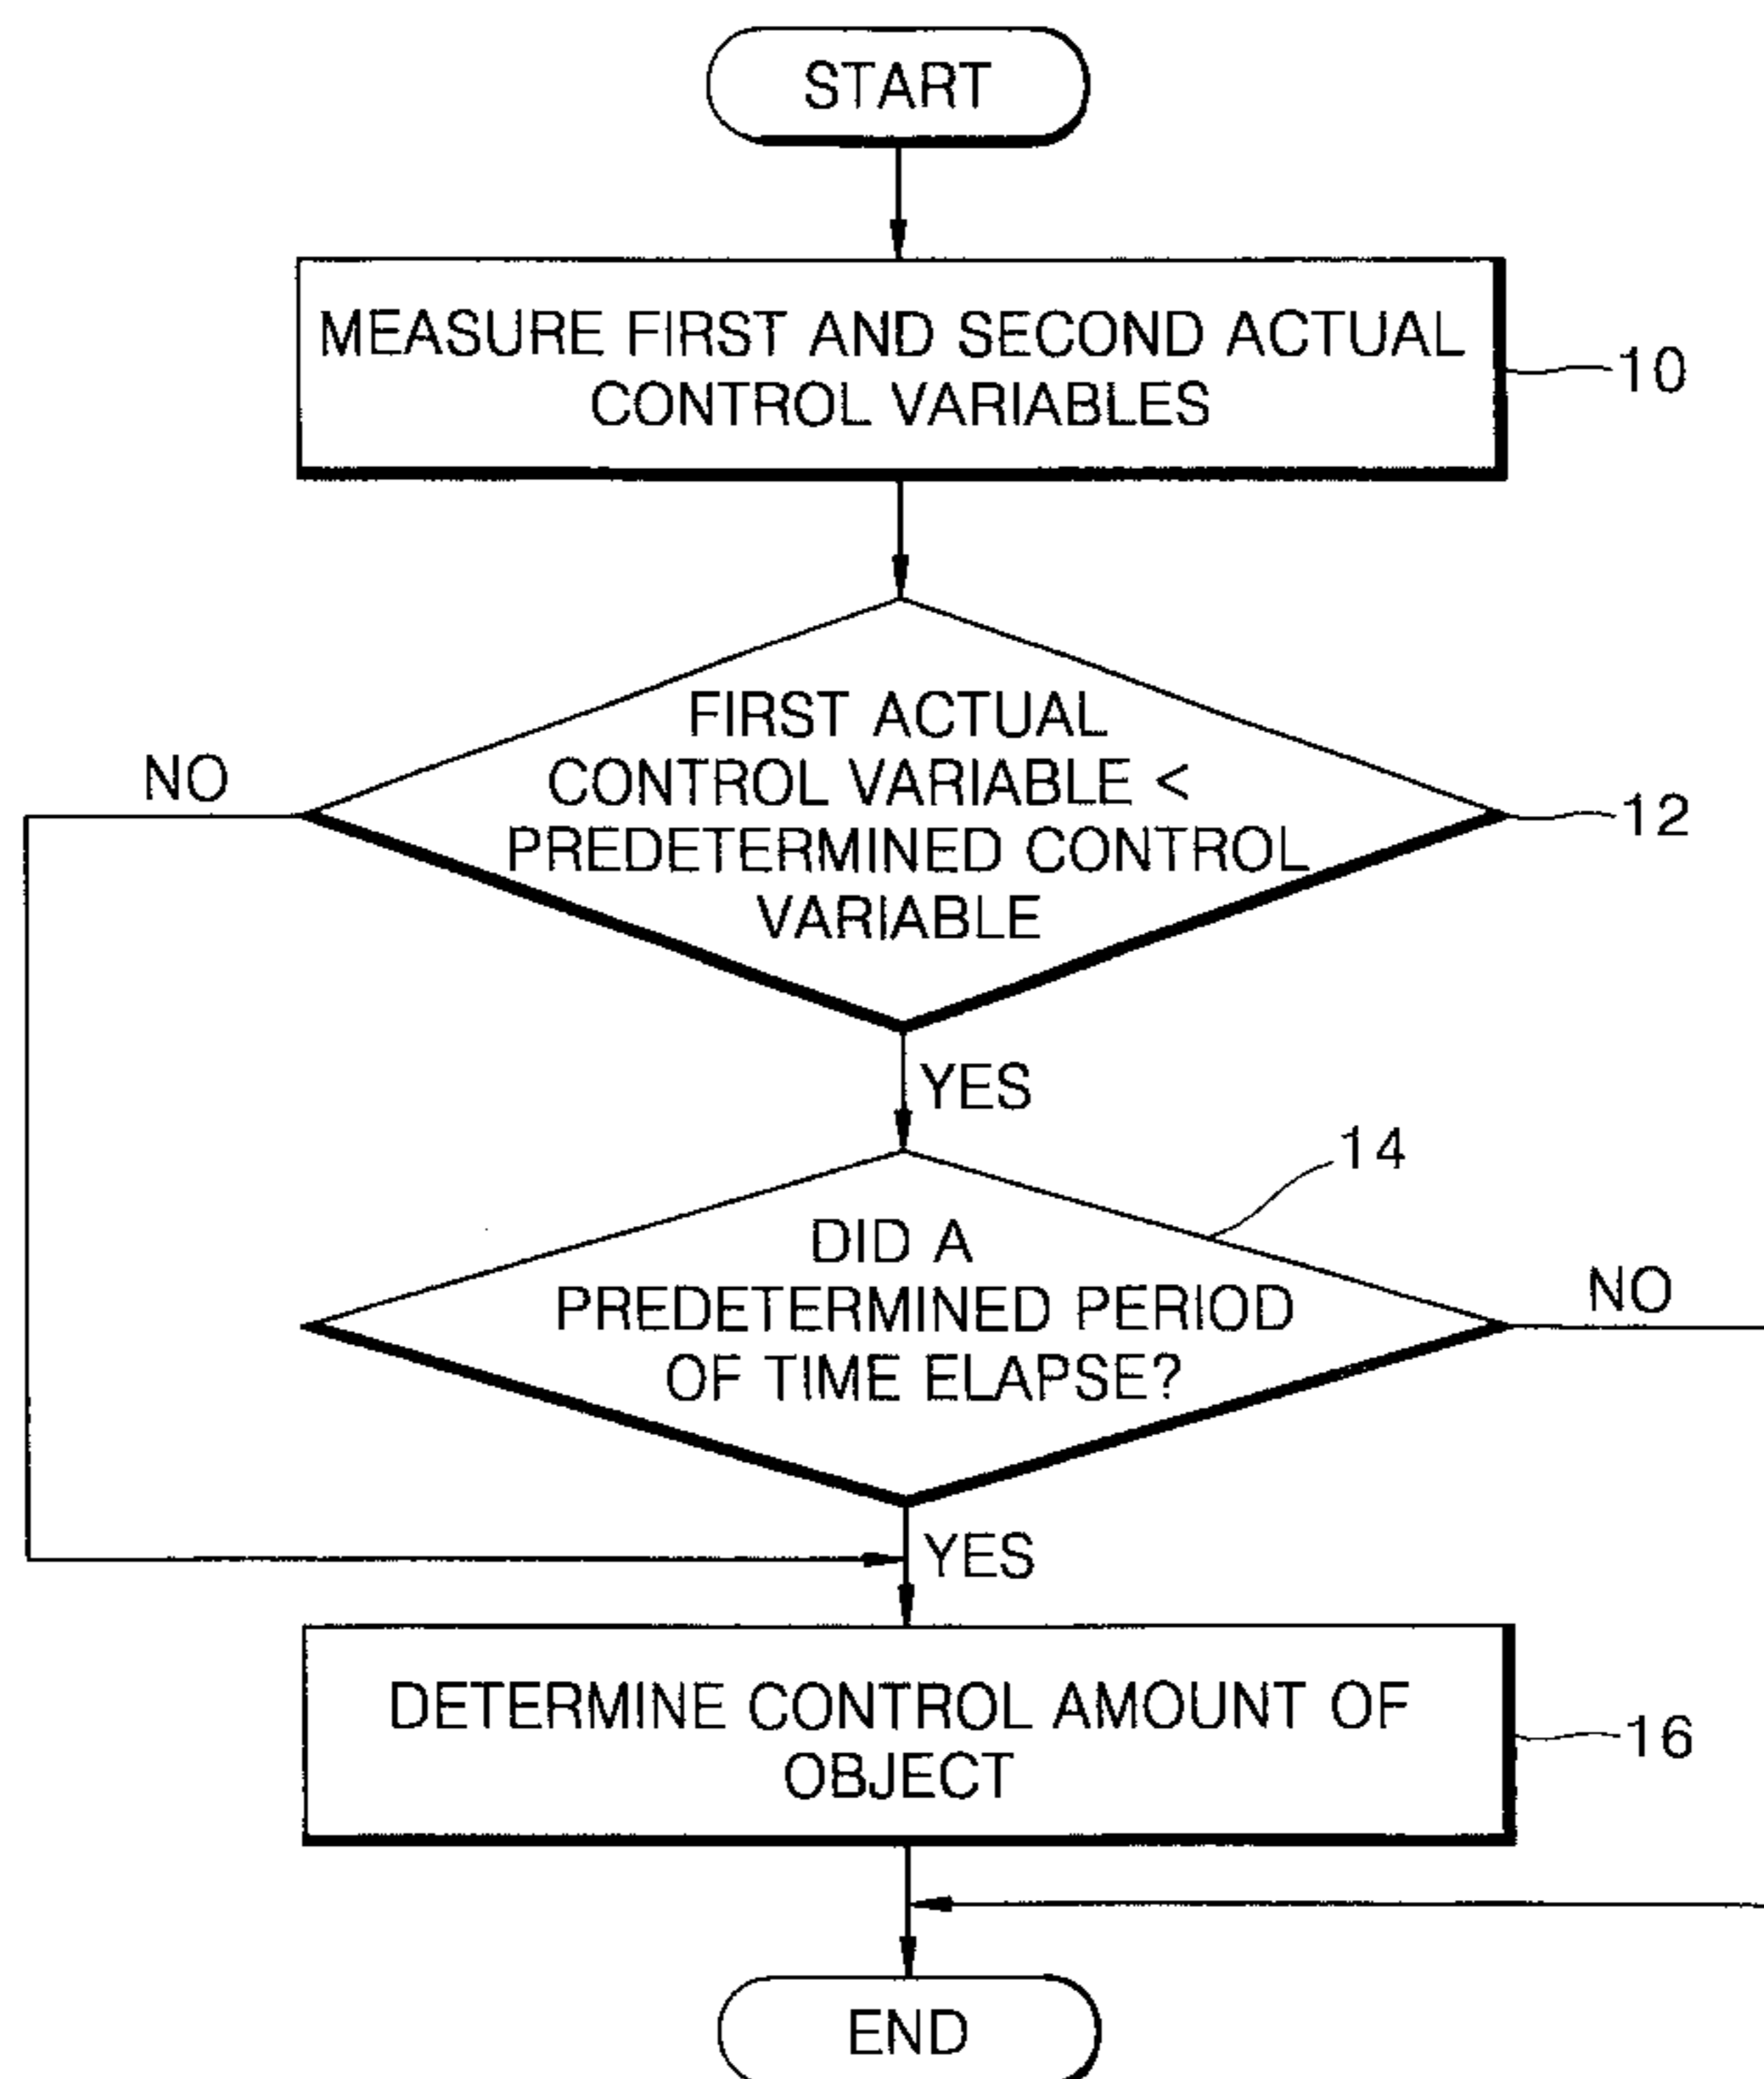 START
MEASURE FIRST AND SECOND ACTUAL
CONTROL VARIABLES
10
FIRST ACTUAL
CONTROL VARIABLE <
PREDETERMINED CONTROL
VARIABLE
NO
12
YES
14
DID A
PREDETERMINED PERIOD
OF TIME ELAPSE?
NO
YES
DETERMINE CONTROL AMOUNT OF
OBJECT
16
END